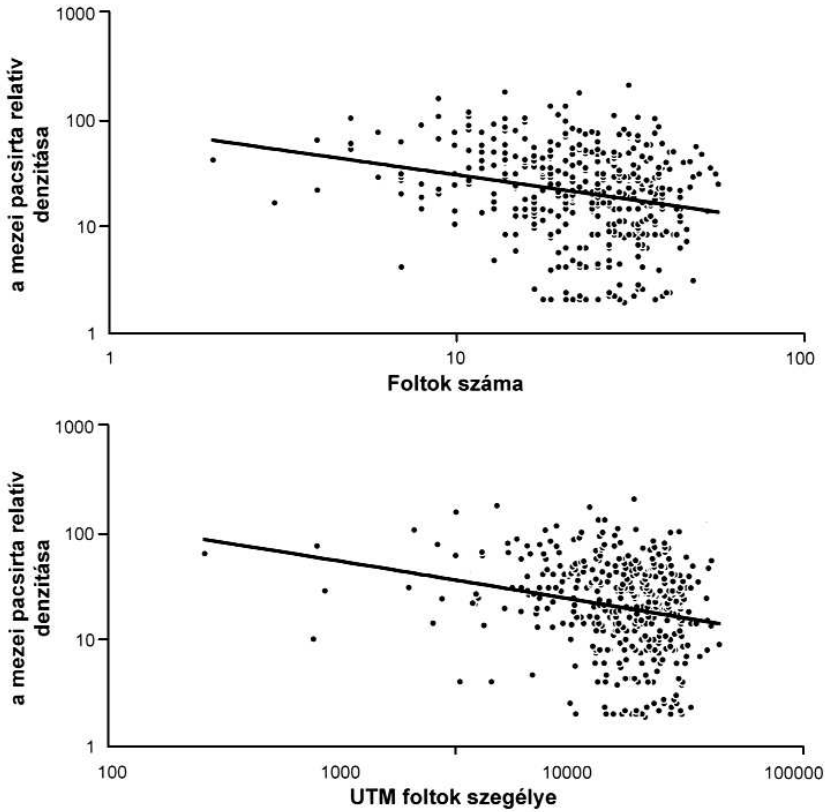 1000
100
10
1
a mezei pacsirta relatív
denzitása
1 10 100
Foltok száma
1000
100
10
1
a mezei pacsirta relatív
denzitása
100 1000 10000 100000
UTM foltok szegélye